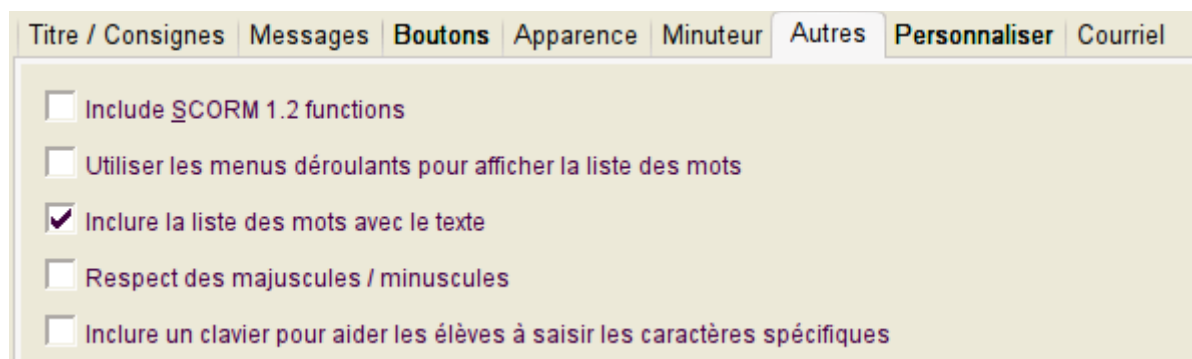 Titre / Consignes Messages Boutons Apparence Minuteur Autres Personnaliser Courriel
Include SCORM 1.2 functions
Utiliser les menus déroulants pour afficher la liste des mots
Inclure la liste des mots avec le texte
Respect des majuscules / minuscules
Inclure un clavier pour aider les élèves à saisir les caractères spécifiques